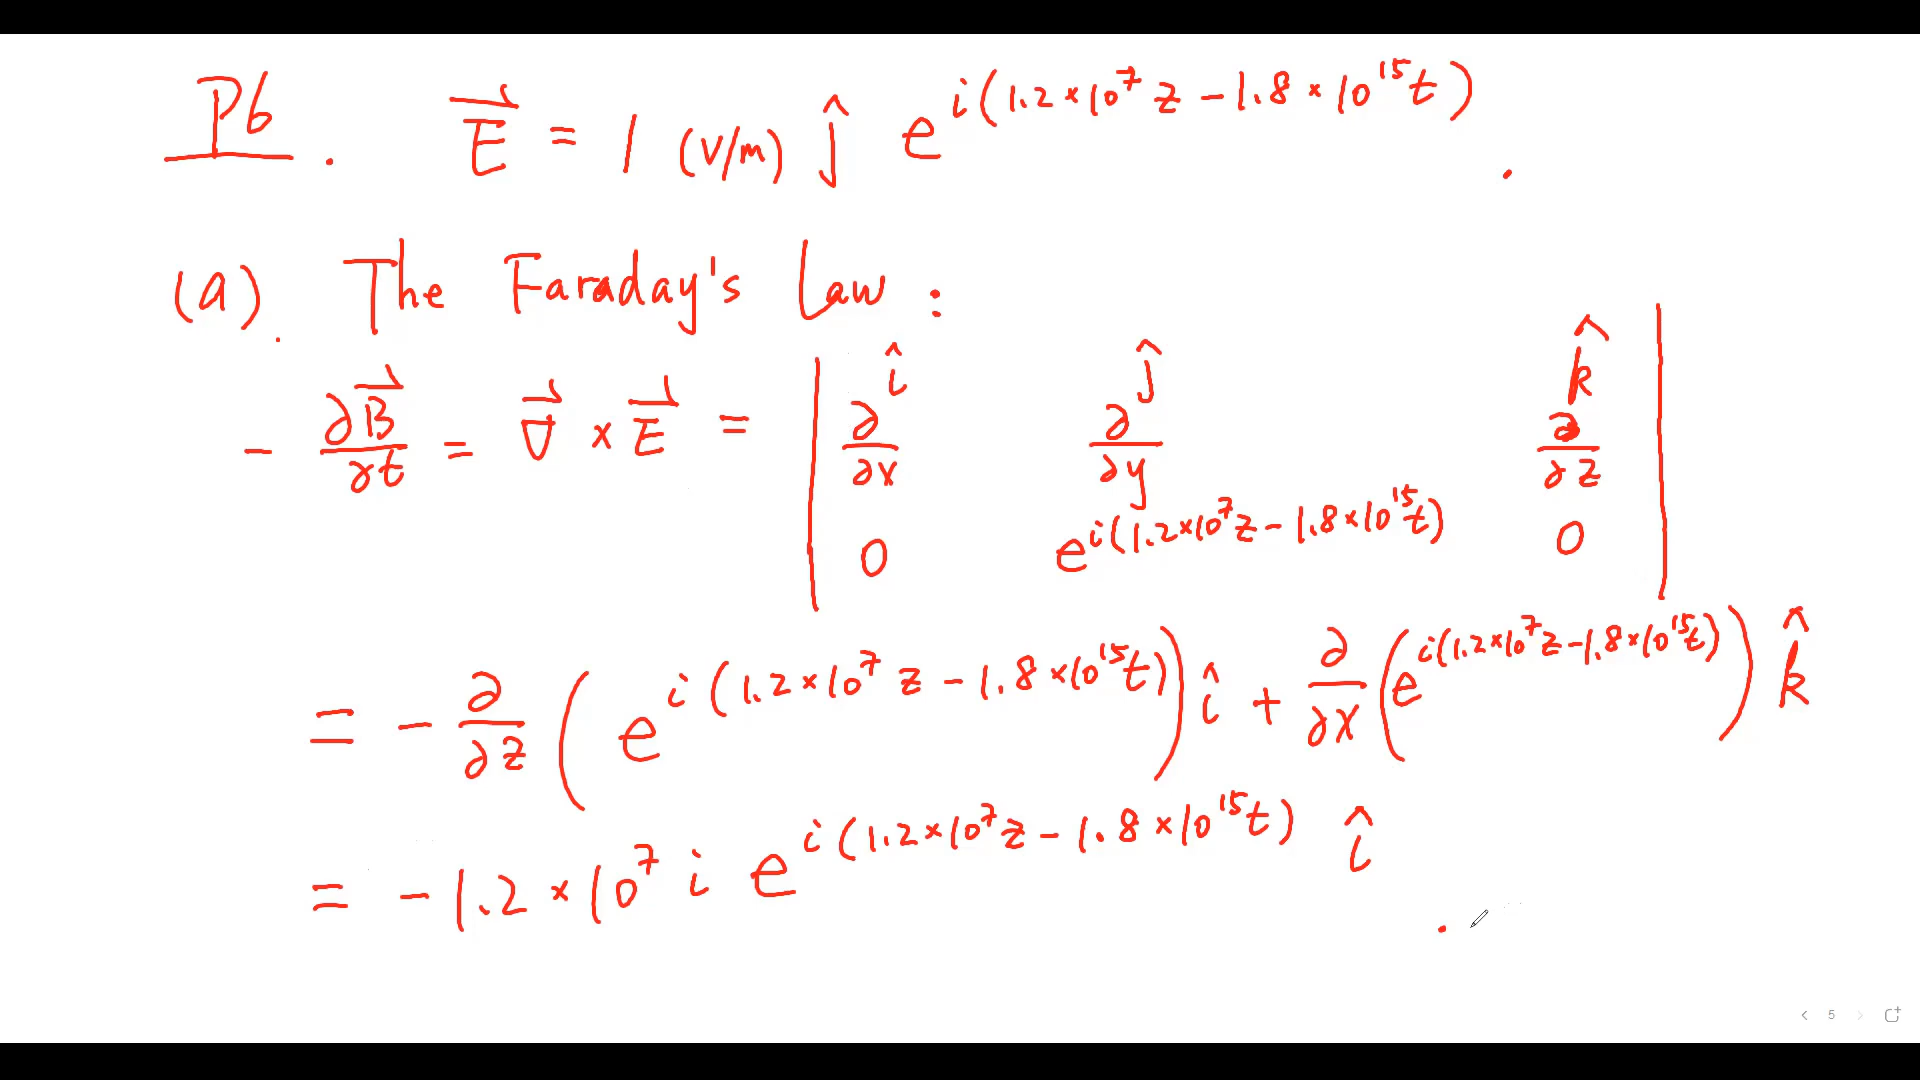 P6. E⃗ = 1 (V/m) ĵ e^{i(1.2×10^7 z − 1.8×10^15 t)}.
(a). The Faraday's Law:
− ∂B⃗/∂t = ∇⃗ × E⃗ = | î ĵ k̂ |
| ∂/∂x ∂/∂y ∂/∂z |
| 0 e^{i(1.2×10^7 z − 1.8×10^15 t)} 0 |
= − ∂/∂z ( e^{i(1.2×10^7 z − 1.8×10^15 t)} ) î + ∂/∂x ( e^{i(1.2×10^7 z − 1.8×10^15 t)} ) k̂
= − 1.2 × 10^7 i e^{i(1.2×10^7 z − 1.8×10^15 t)} î .
5